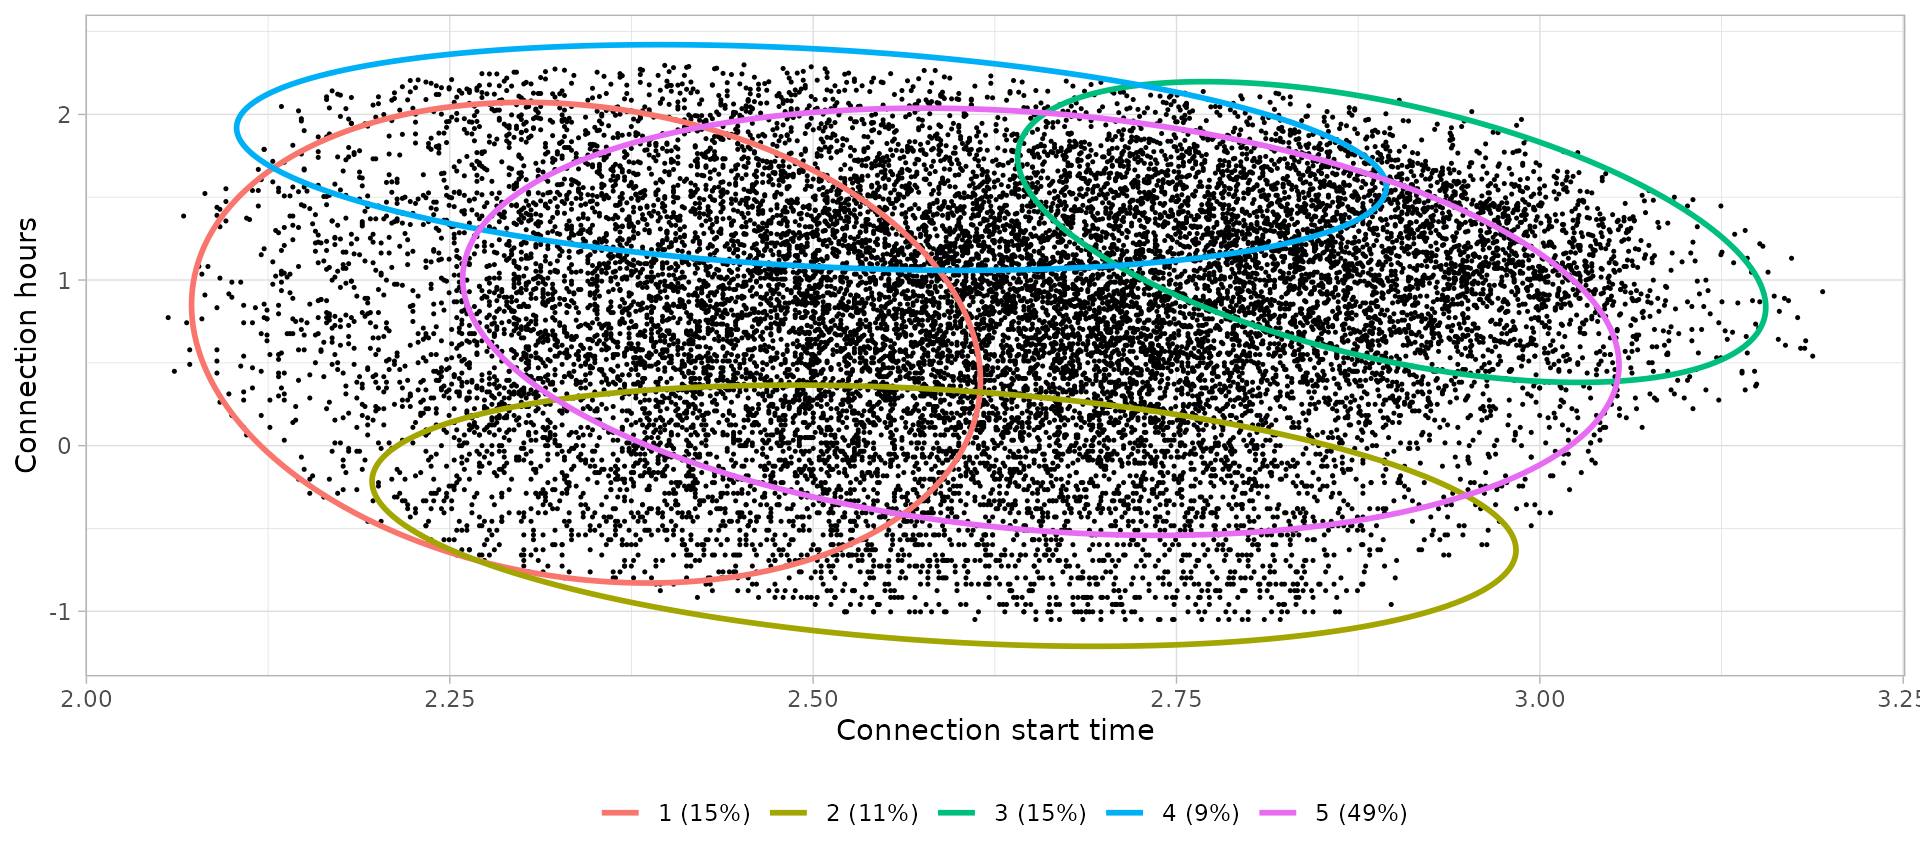 Connection hours
2
1
0
-1
2.00 2.25 2.50 2.75 3.00 3.25
Connection start time
1 (15%) 2 (11%) 3 (15%) 4 (9%) 5 (49%)